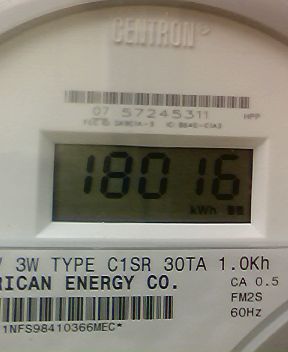 CENTRON
07 57245311 HPP
18016
kWh
V 3W TYPE C1SR 30TA 1.0Kh
RICAN ENERGY CO. CA 0.5
FM2S
60Hz
1NFS98410366MEC*